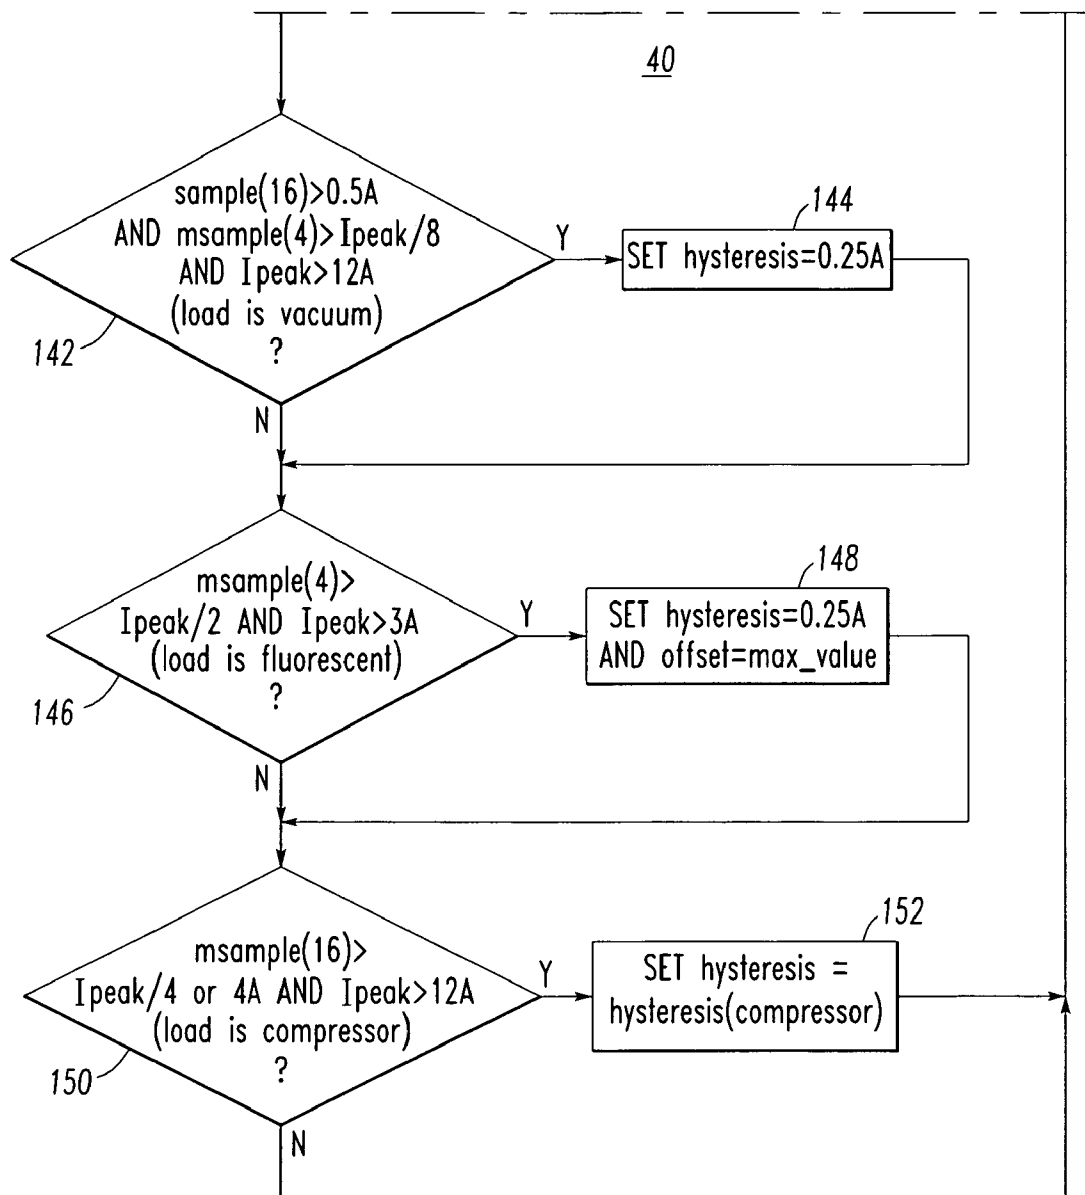 40
sample(16)>0.5A
AND msample(4)>Ipeak/8
AND Ipeak>12A
(load is vacuum)
?
142
Y
144
SET hysteresis=0.25A
N
msample(4)>
Ipeak/2 AND Ipeak>3A
(load is fluorescent)
?
146
Y
148
SET hysteresis=0.25A
AND offset=max_value
N
msample(16)>
Ipeak/4 or 4A AND Ipeak>12A
(load is compressor)
?
150
Y
152
SET hysteresis =
hysteresis(compressor)
N